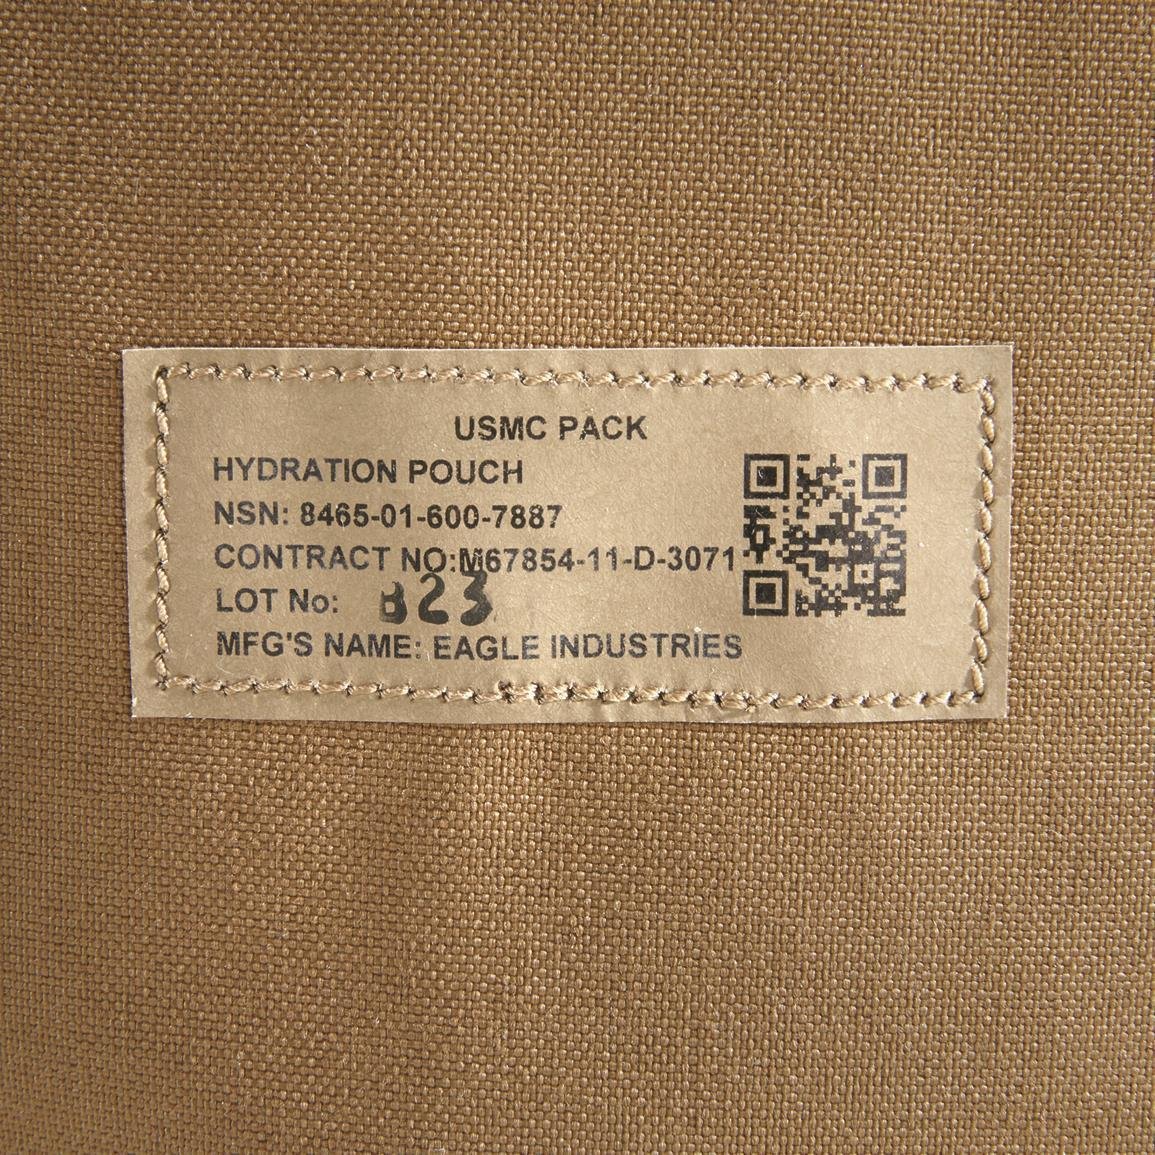 USMC PACK
HYDRATION POUCH
NSN: 8465-01-600-7887
CONTRACT NO:M67854-11-D-3071
LOT No: 823
MFG'S NAME: EAGLE INDUSTRIES